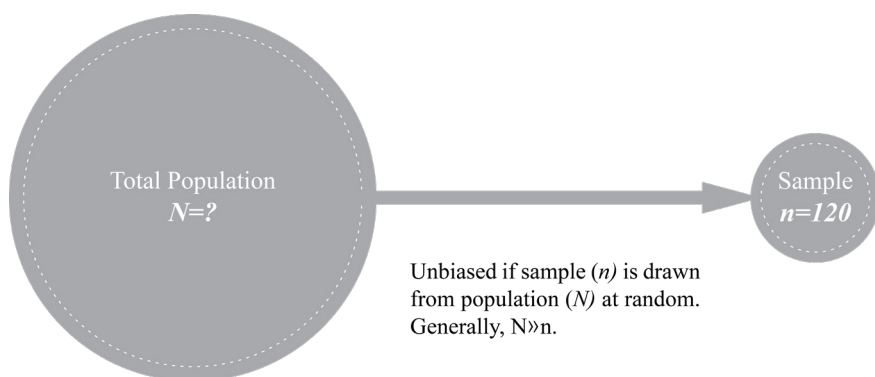 Total Population
N=?
Sample
n=120
Unbiased if sample (n) is drawn
from population (N) at random.
Generally, N»n.